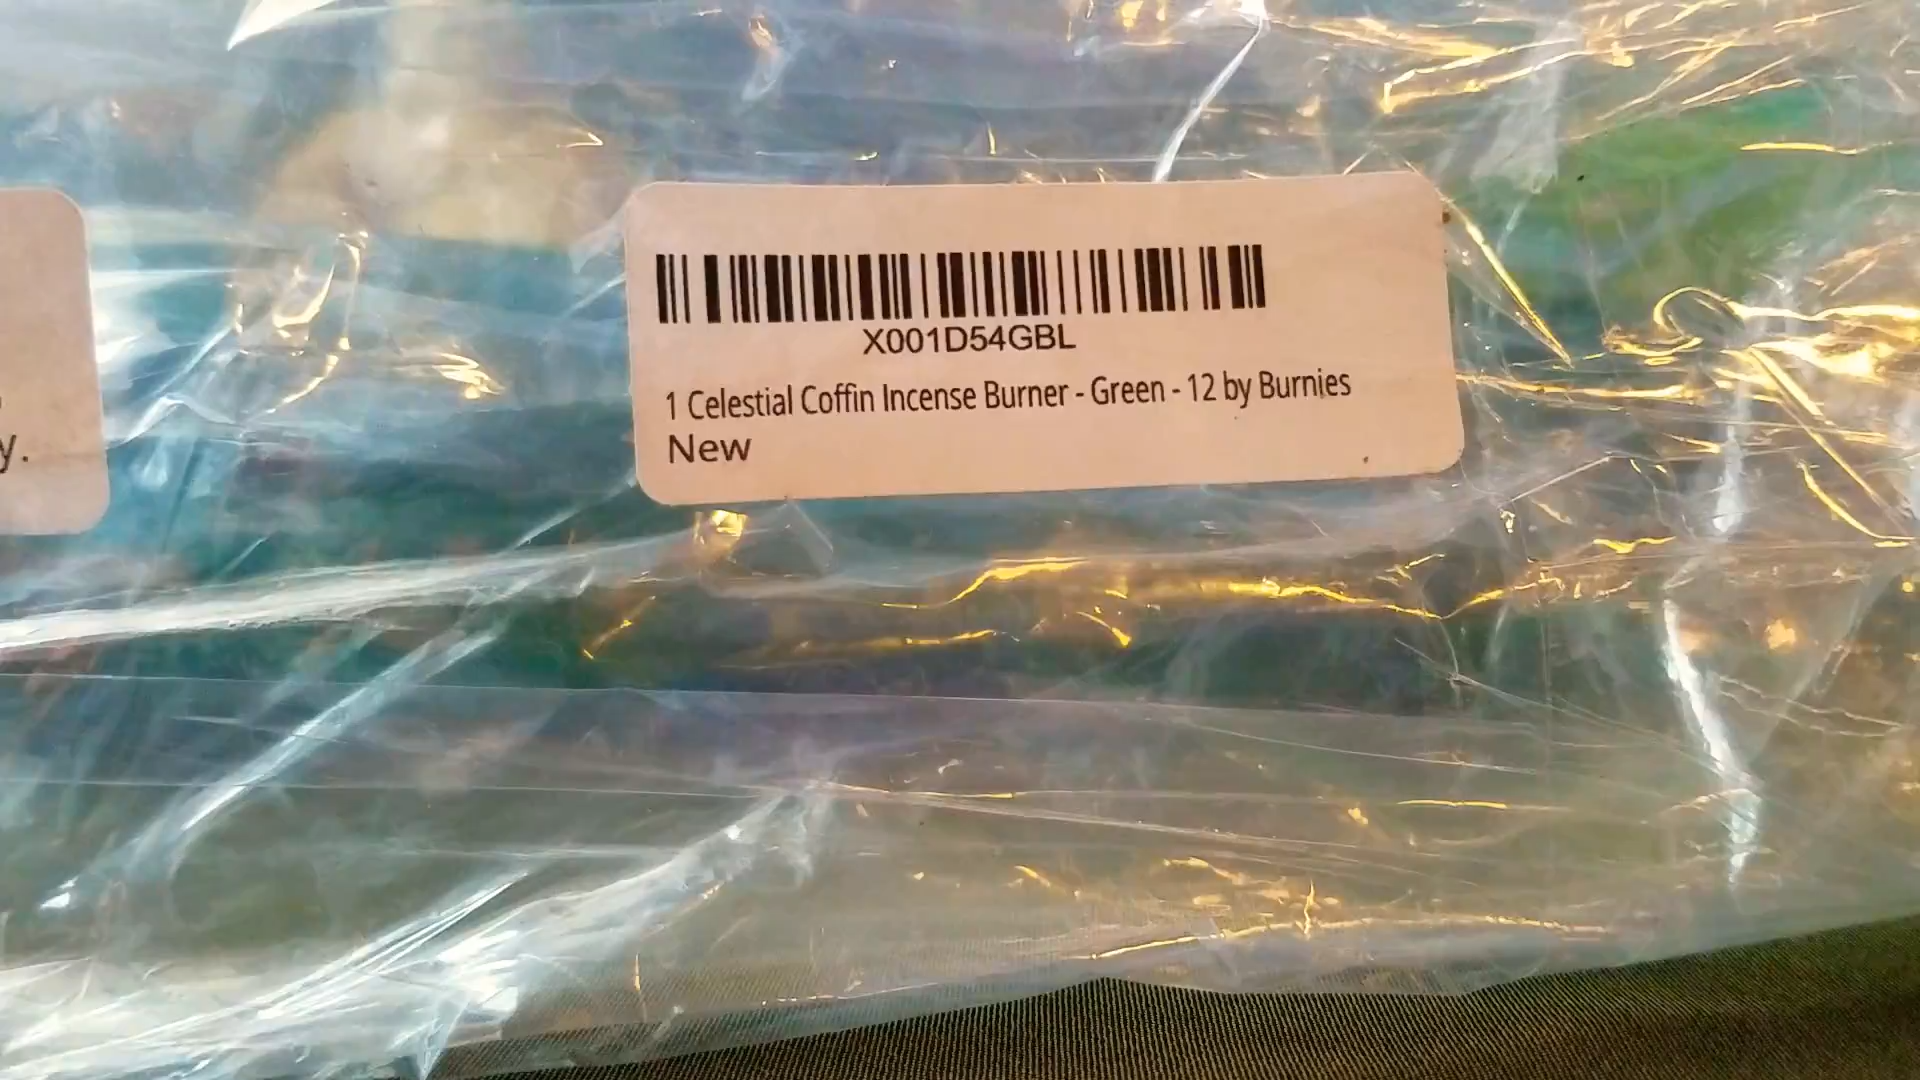 y.
X001D54GBL
1 Celestial Coffin Incense Burner - Green - 12 by Burnies
New